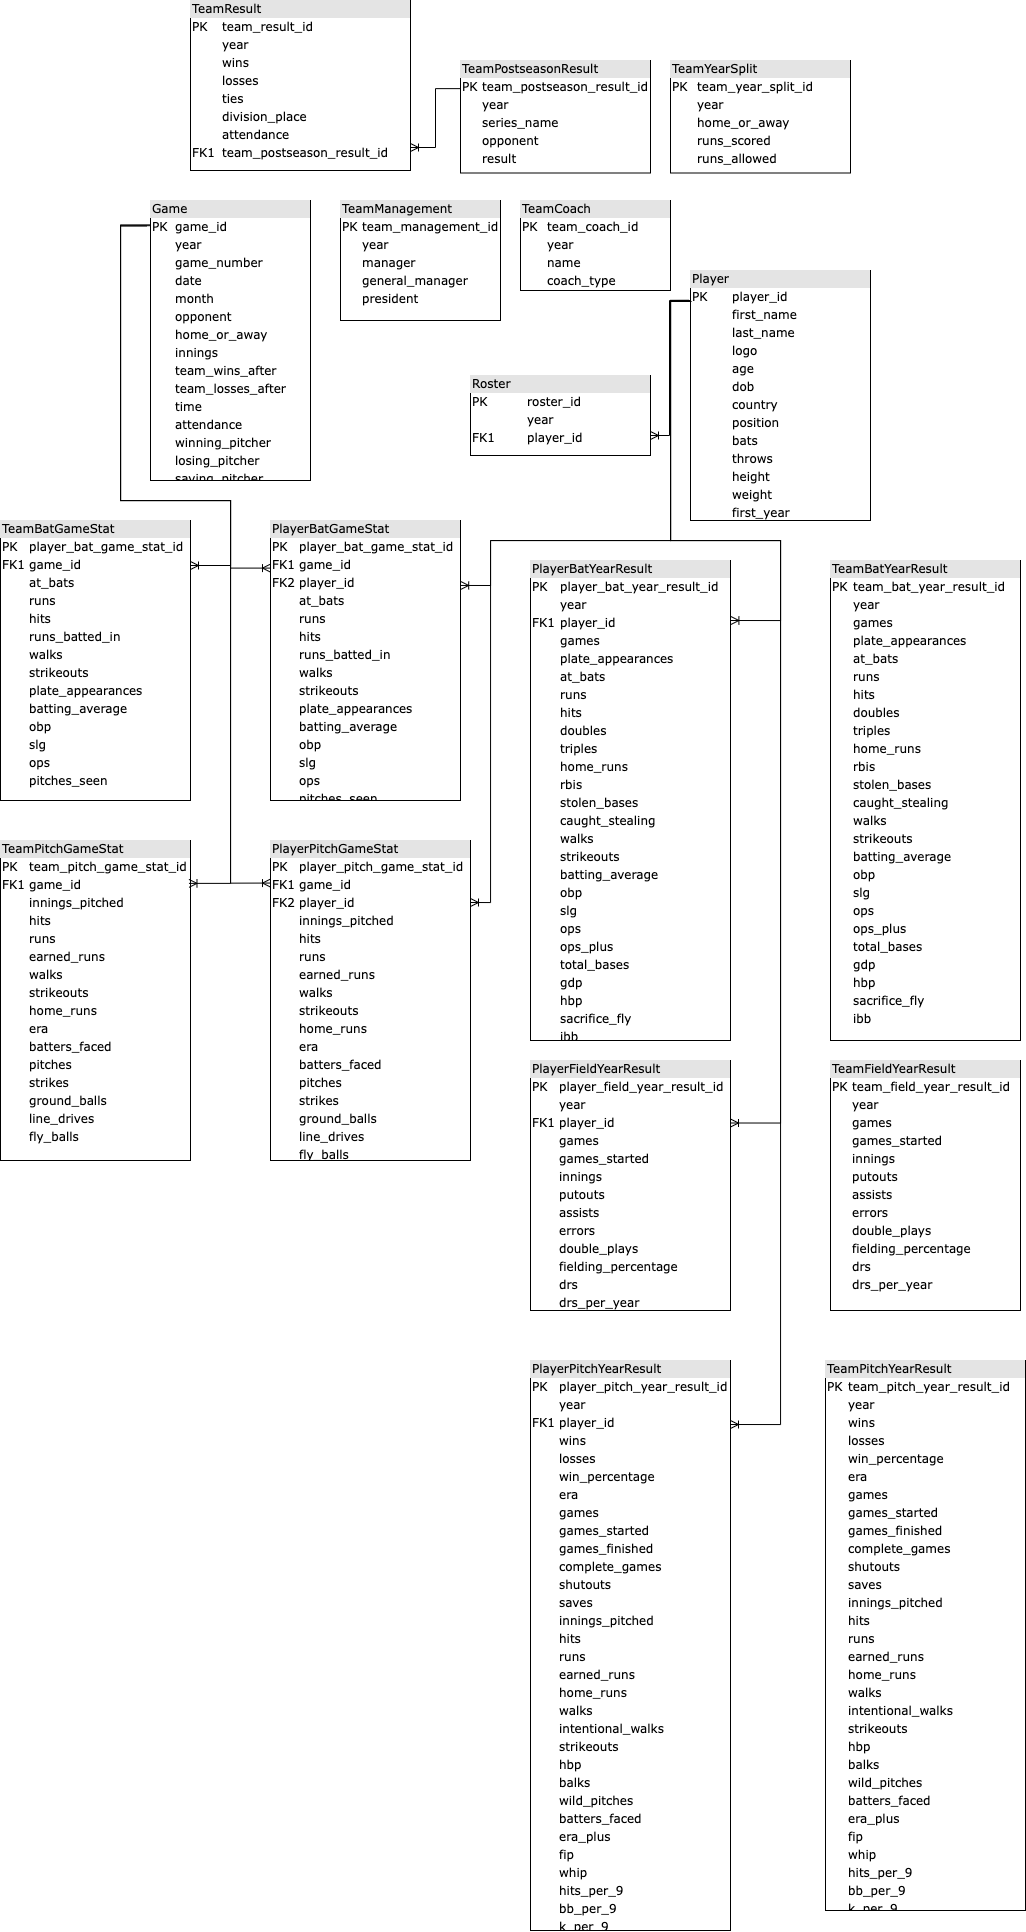 TeamResult
PK team_result_id
year
wins
losses
ties
division_place
attendance
FK1 team_postseason_result_id
TeamPostseasonResult
PK team_postseason_result_id
year
series_name
opponent
result
TeamYearSplit
PK team_year_split_id
year
home_or_away
runs_scored
runs_allowed
Game
PK game_id
year
game_number
date
month
opponent
home_or_away
innings
team_wins_after
team_losses_after
time
attendance
winning_pitcher
losing_pitcher
saving_pitcher
TeamManagement
PK team_management_id
year
manager
general_manager
president
TeamCoach
PK team_coach_id
year
name
coach_type
Player
PK player_id
first_name
last_name
logo
age
dob
country
position
bats
throws
height
weight
first_year
Roster
PK roster_id
year
FK1 player_id
TeamBatGameStat
PK player_bat_game_stat_id
FK1 game_id
at_bats
runs
hits
runs_batted_in
walks
strikeouts
plate_appearances
batting_average
obp
slg
ops
pitches_seen
PlayerBatGameStat
PK player_bat_game_stat_id
FK1 game_id
FK2 player_id
at_bats
runs
hits
runs_batted_in
walks
strikeouts
plate_appearances
batting_average
obp
slg
ops
pitches_seen
PlayerBatYearResult
PK player_bat_year_result_id
year
FK1 player_id
games
plate_appearances
at_bats
runs
hits
doubles
triples
home_runs
rbis
stolen_bases
caught_stealing
walks
strikeouts
batting_average
obp
slg
ops
ops_plus
total_bases
gdp
hbp
sacrifice_fly
ibb
TeamBatYearResult
PK team_bat_year_result_id
year
games
plate_appearances
at_bats
runs
hits
doubles
triples
home_runs
rbis
stolen_bases
caught_stealing
walks
strikeouts
batting_average
obp
slg
ops
ops_plus
total_bases
gdp
hbp
sacrifice_fly
ibb
TeamPitchGameStat
PK team_pitch_game_stat_id
FK1 game_id
innings_pitched
hits
runs
earned_runs
walks
strikeouts
home_runs
era
batters_faced
pitches
strikes
ground_balls
line_drives
fly_balls
PlayerPitchGameStat
PK player_pitch_game_stat_id
FK1 game_id
FK2 player_id
innings_pitched
hits
runs
earned_runs
walks
strikeouts
home_runs
era
batters_faced
pitches
strikes
ground_balls
line_drives
fly_balls
PlayerFieldYearResult
PK player_field_year_result_id
year
FK1 player_id
games
games_started
innings
putouts
assists
errors
double_plays
fielding_percentage
drs
drs_per_year
TeamFieldYearResult
PK team_field_year_result_id
year
games
games_started
innings
putouts
assists
errors
double_plays
fielding_percentage
drs
drs_per_year
PlayerPitchYearResult
PK player_pitch_year_result_id
year
FK1 player_id
wins
losses
win_percentage
era
games
games_started
games_finished
complete_games
shutouts
saves
innings_pitched
hits
runs
earned_runs
home_runs
walks
intentional_walks
strikeouts
hbp
balks
wild_pitches
batters_faced
era_plus
fip
whip
hits_per_9
bb_per_9
k_per_9
TeamPitchYearResult
PK team_pitch_year_result_id
year
wins
losses
win_percentage
era
games
games_started
games_finished
complete_games
shutouts
saves
innings_pitched
hits
runs
earned_runs
home_runs
walks
intentional_walks
strikeouts
hbp
balks
wild_pitches
batters_faced
era_plus
fip
whip
hits_per_9
bb_per_9
k_per_9